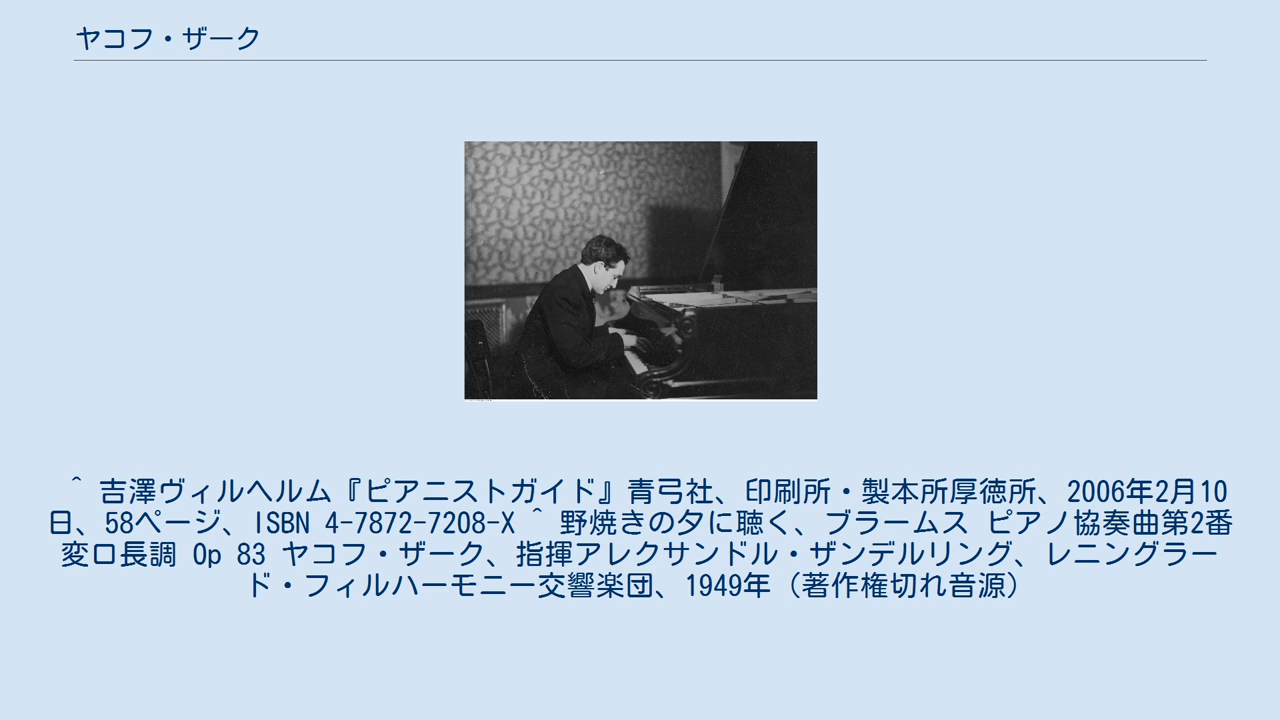 ヤコフ・ザーク
^ 吉澤ヴィルヘルム『ピアニストガイド』青弓社、印刷所・製本所厚徳所、2006年2月10
日、58ページ、ISBN 4-7872-7208-X ^ 野焼きの夕に聴く、ブラームス ピアノ協奏曲第2番
変ロ長調 Op 83 ヤコフ・ザーク、指揮アレクサンドル・ザンデルリング、レニングラー
ド・フィルハーモニー交響楽団、1949年（著作権切れ音源）